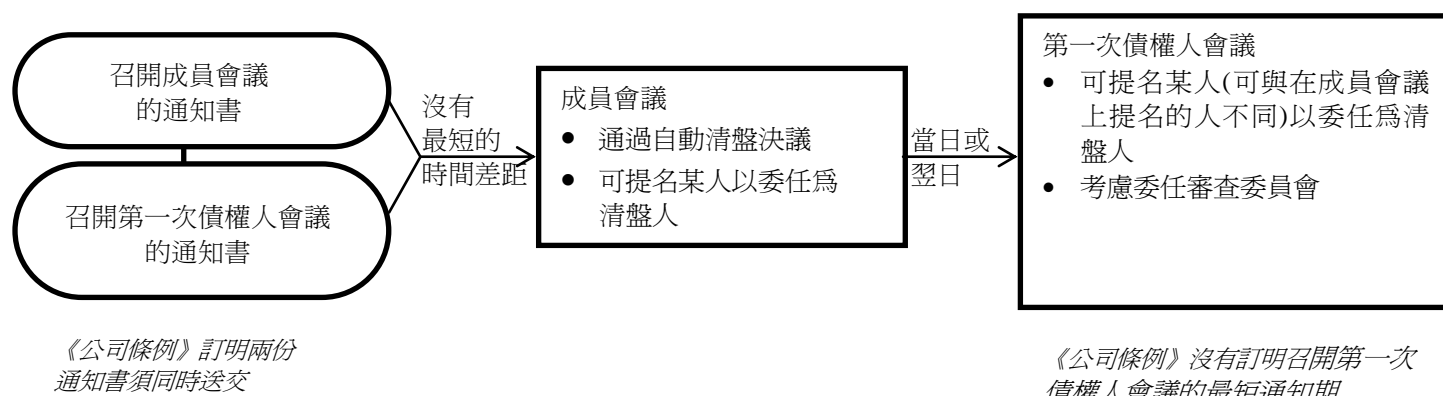 召開成員會議
的通知書
召開第一次債權人會議
的通知書
《公司條例》訂明兩份
通知書須同時送交
沒有
最短的
時間差距
成員會議
• 通過自動清盤決議
• 可提名某人以委任爲
清盤人
當日或
翌日
第一次債權人會議
• 可提名某人(可與在成員會議
上提名的人不同)以委任爲清
盤人
• 考慮委任審查委員會
《公司條例》沒有訂明召開第一次
債權人會議的最短通知期